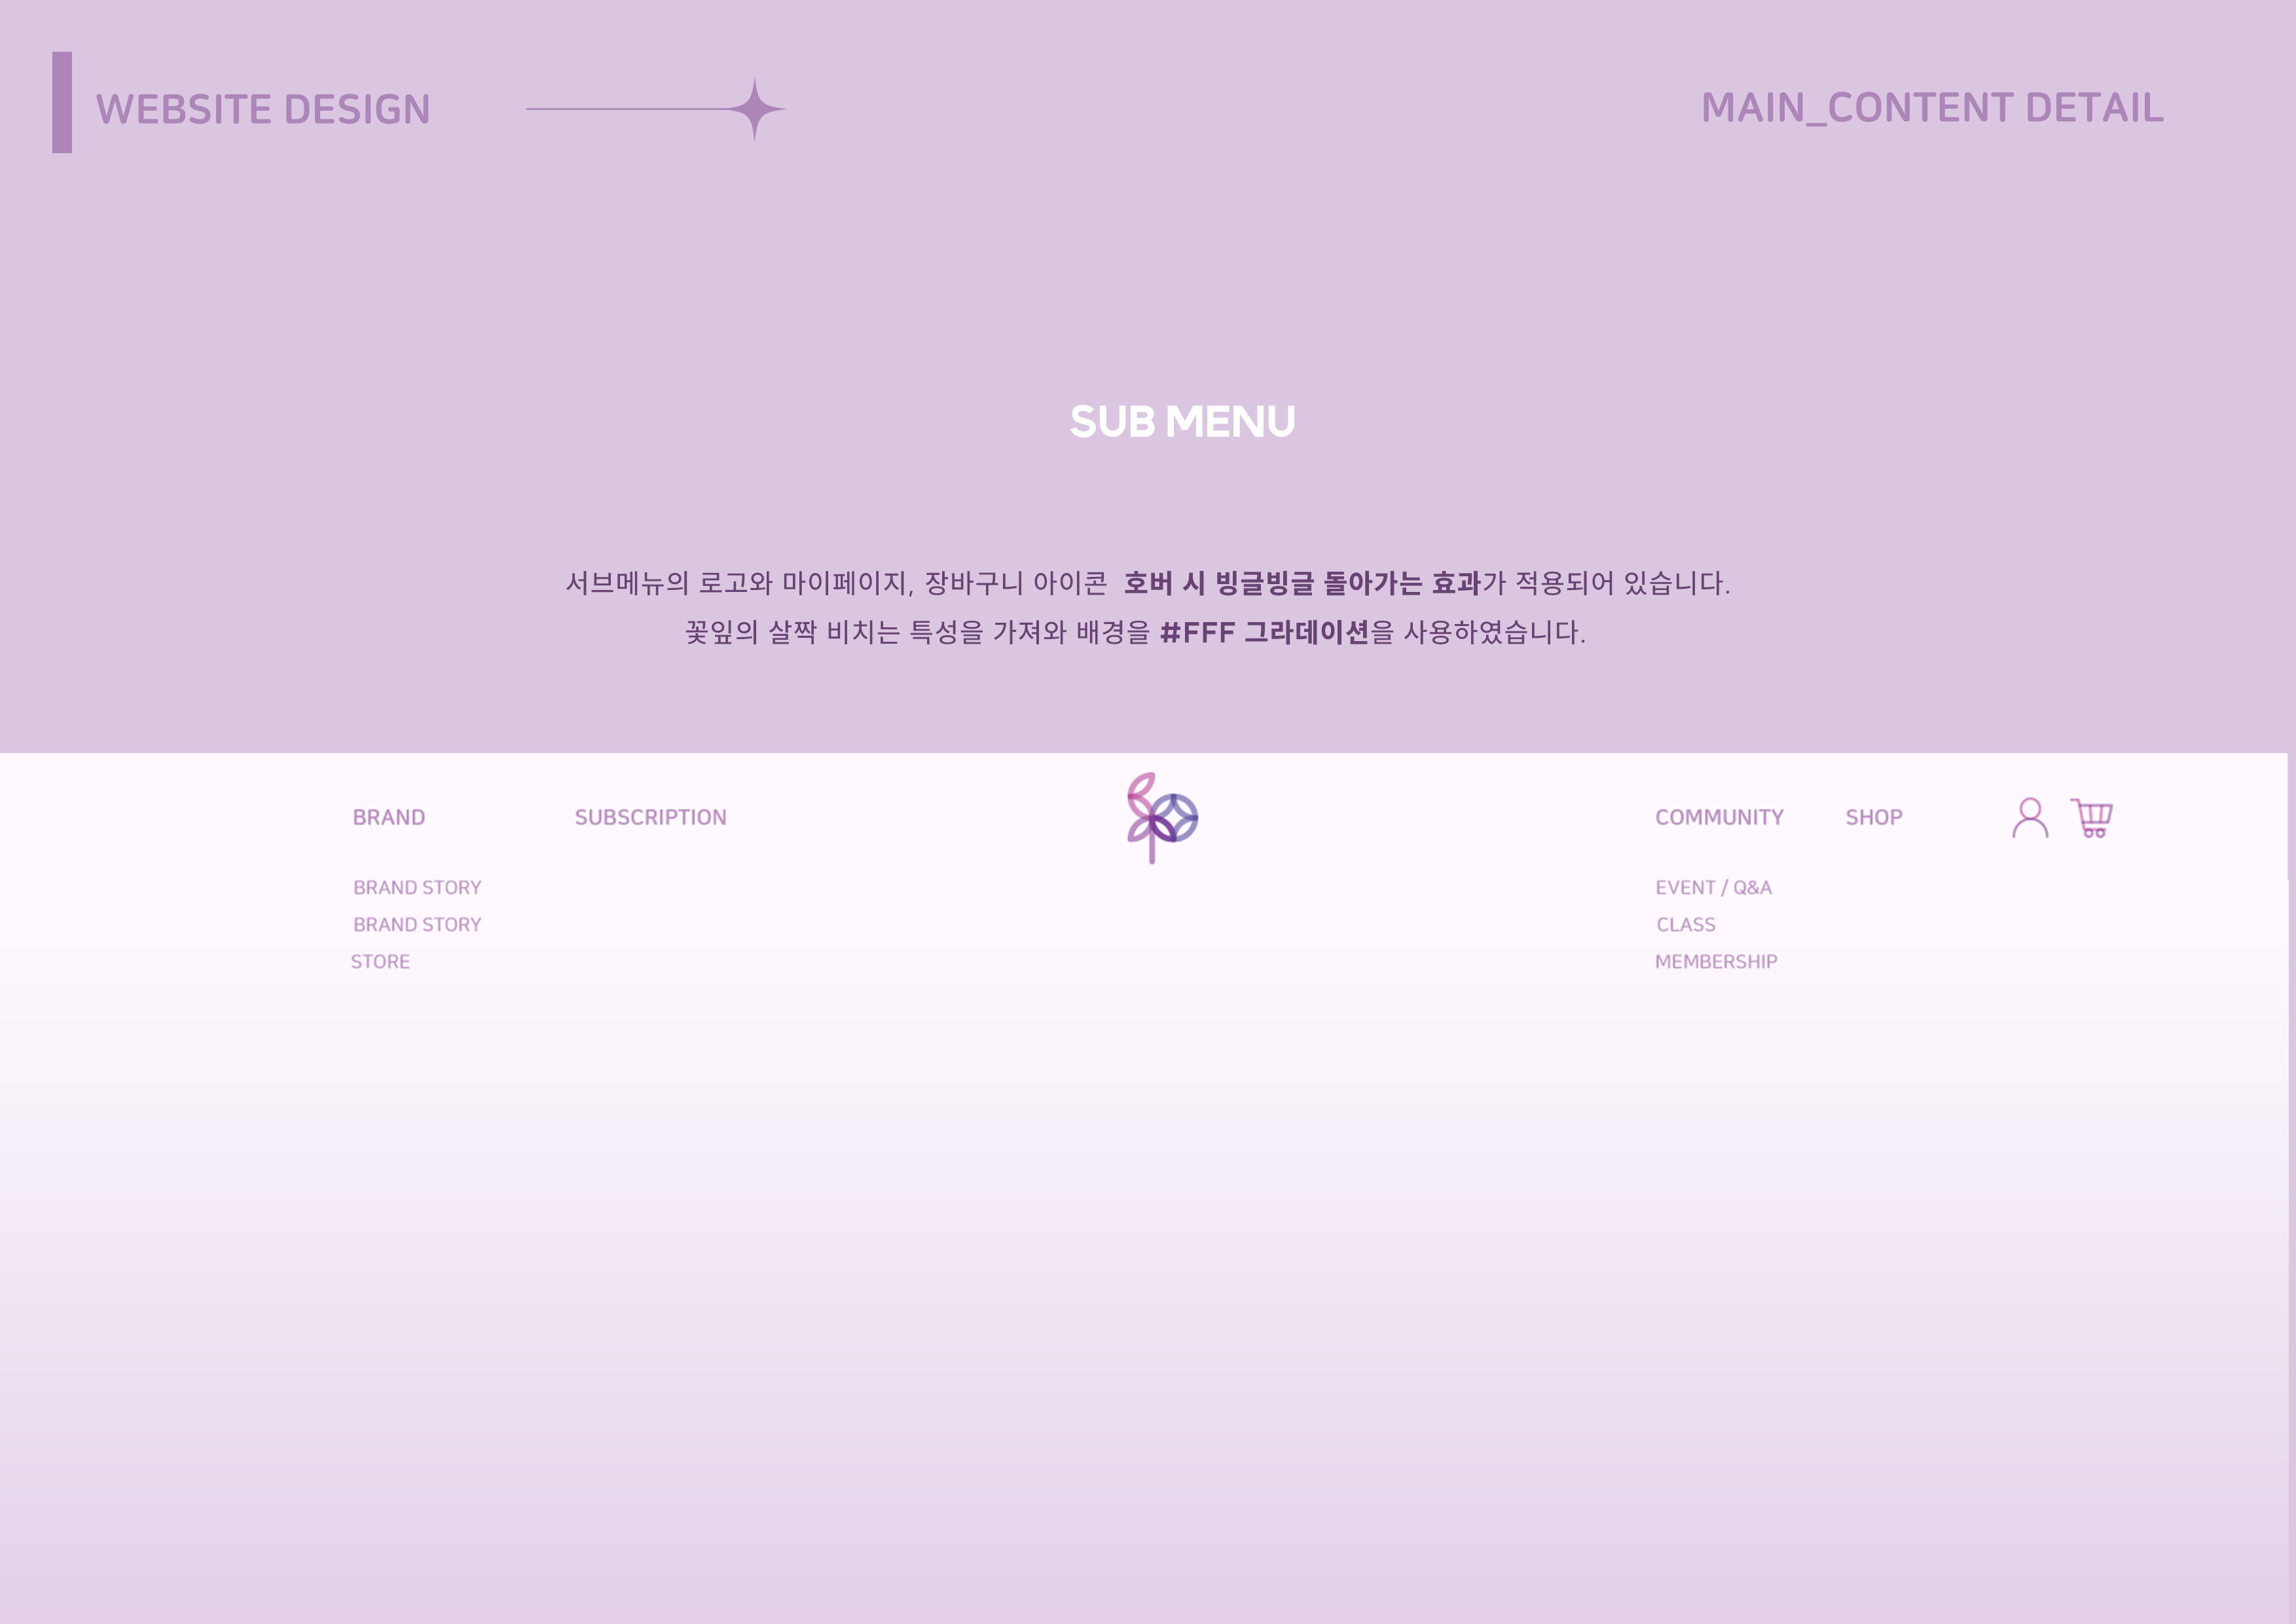 WEBSITE DESIGN
MAIN_CONTENT DETAIL
SUB MENU
서브메뉴의 로고와 마이페이지, 장바구니 아이콘 호버 시 빙글빙글 돌아가는 효과가 적용되어 있습니다.
꽃잎의 살짝 비치는 특성을 가져와 배경을 #FFF 그라데이션을 사용하였습니다.
BRAND SUBSCRIPTION COMMUNITY SHOP
BRAND STORY
BRAND STORY
STORE
EVENT / Q&A
CLASS
MEMBERSHIP